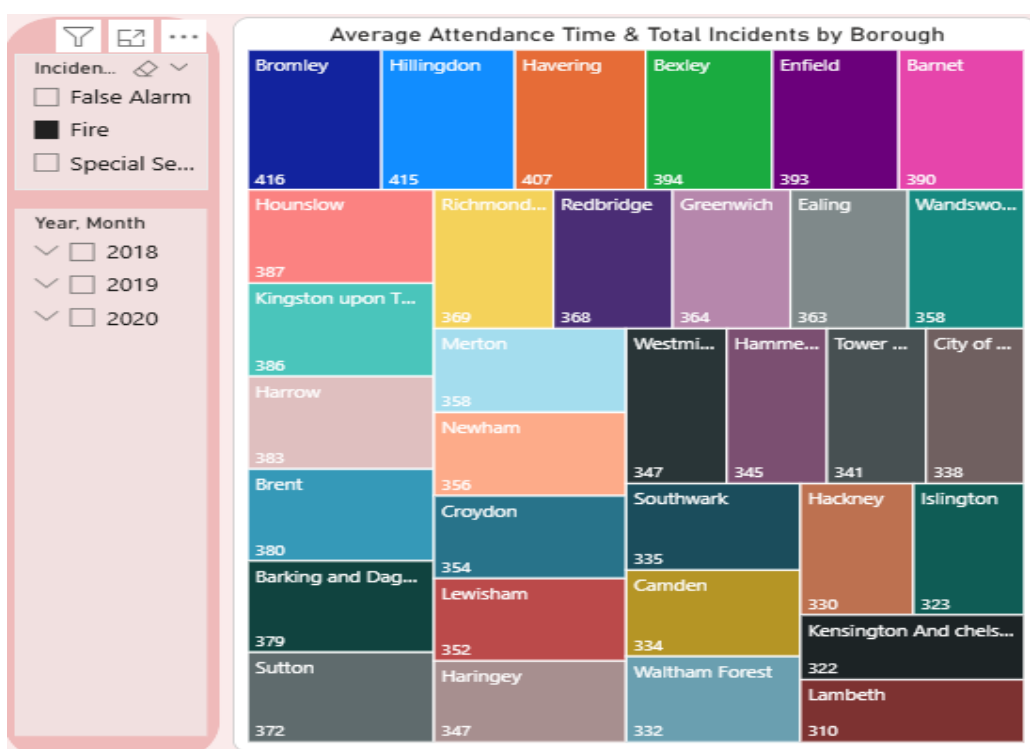 Average Attendance Time & Total Incidents by Borough
Inciden...
False Alarm
Fire
Special Se...
Year, Month
2018
2019
2020
Bromley
416
Hillingdon
415
Havering
407
Bexley
394
Enfield
393
Barnet
390
Hounslow
387
Kingston upon T...
386
Harrow
383
Brent
380
Barking and Dag...
379
Sutton
372
Richmond...
369
Redbridge
368
Greenwich
364
Ealing
363
Wandswo...
358
Merton
358
Newham
356
Croydon
354
Lewisham
352
Haringey
347
Westmi...
347
Hamme...
345
Tower ...
341
City of ...
338
Southwark
335
Camden
334
Waltham Forest
332
Hackney
330
Islington
323
Kensington And chels...
322
Lambeth
310